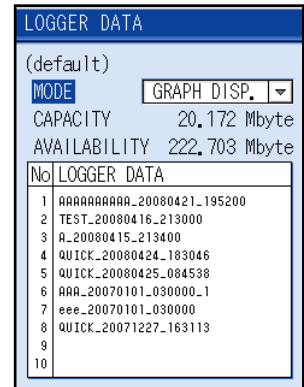 LOGGER DATA
(default)
MODE GRAPH DISP.
CAPACITY 20.172 Mbyte
AVAILABILITY 222.703 Mbyte
No LOGGER DATA
1 AAAAAAAAAA_20080421_195200
2 TEST_20080416_213000
3 A_20080415_213400
4 QUICK_20080424_183046
5 QUICK_20080425_084538
6 AAA_20070101_030000_1
7 eee_20070101_030000
8 QUICK_20071227_163113
9
10